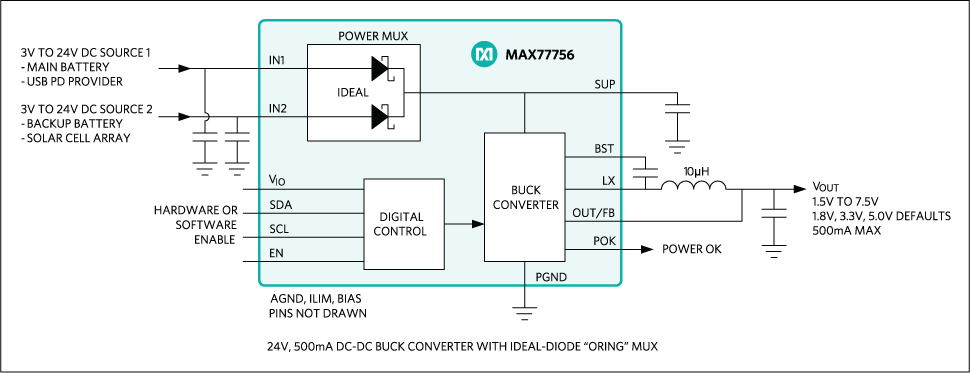 POWER MUX
MAX77756
3V TO 24V DC SOURCE 1
- MAIN BATTERY
- USB PD PROVIDER
IN1
IDEAL
SUP
3V TO 24V DC SOURCE 2
- BACKUP BATTERY
- SOLAR CELL ARRAY
IN2
BST
10µH
VIO
LX
VOUT
1.5V TO 7.5V
1.8V, 3.3V, 5.0V DEFAULTS
500mA MAX
HARDWARE OR
SOFTWARE
ENABLE
SDA
SCL
EN
DIGITAL
CONTROL
BUCK
CONVERTER
OUT/FB
POK
POWER OK
PGND
AGND, ILIM, BIAS
PINS NOT DRAWN
24V, 500mA DC-DC BUCK CONVERTER WITH IDEAL-DIODE “ORING” MUX